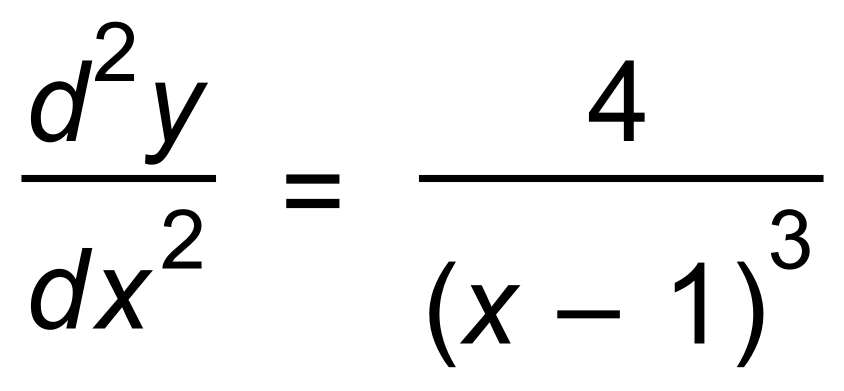 d²y/dx² = 4/(x – 1)³